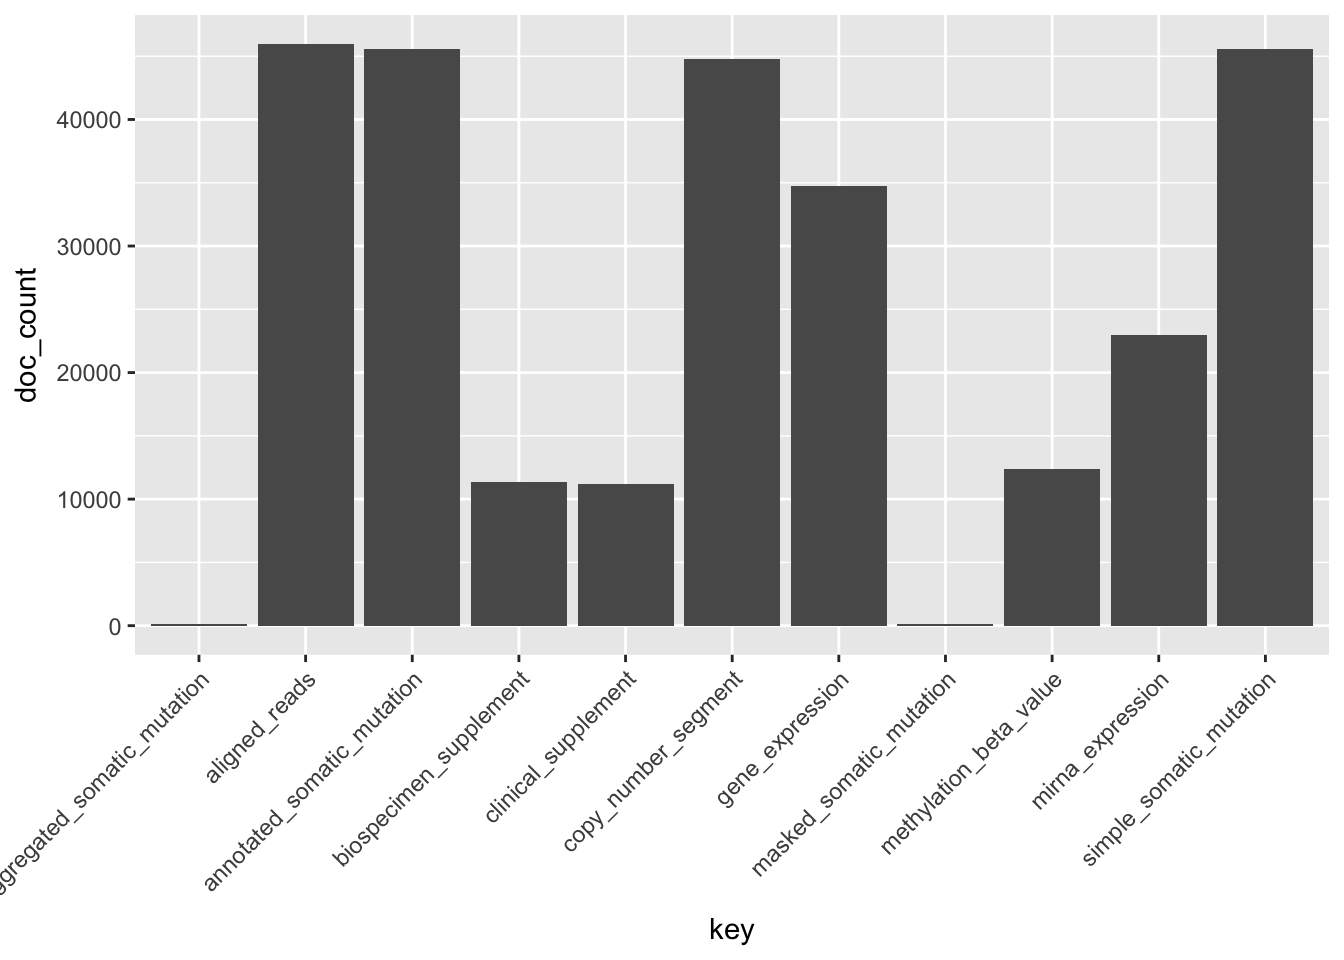 doc_count
40000
30000
20000
10000
0
ggregated_somatic_mutation
aligned_reads
annotated_somatic_mutation
biospecimen_supplement
clinical_supplement
copy_number_segment
gene_expression
masked_somatic_mutation
methylation_beta_value
mirna_expression
simple_somatic_mutation
key